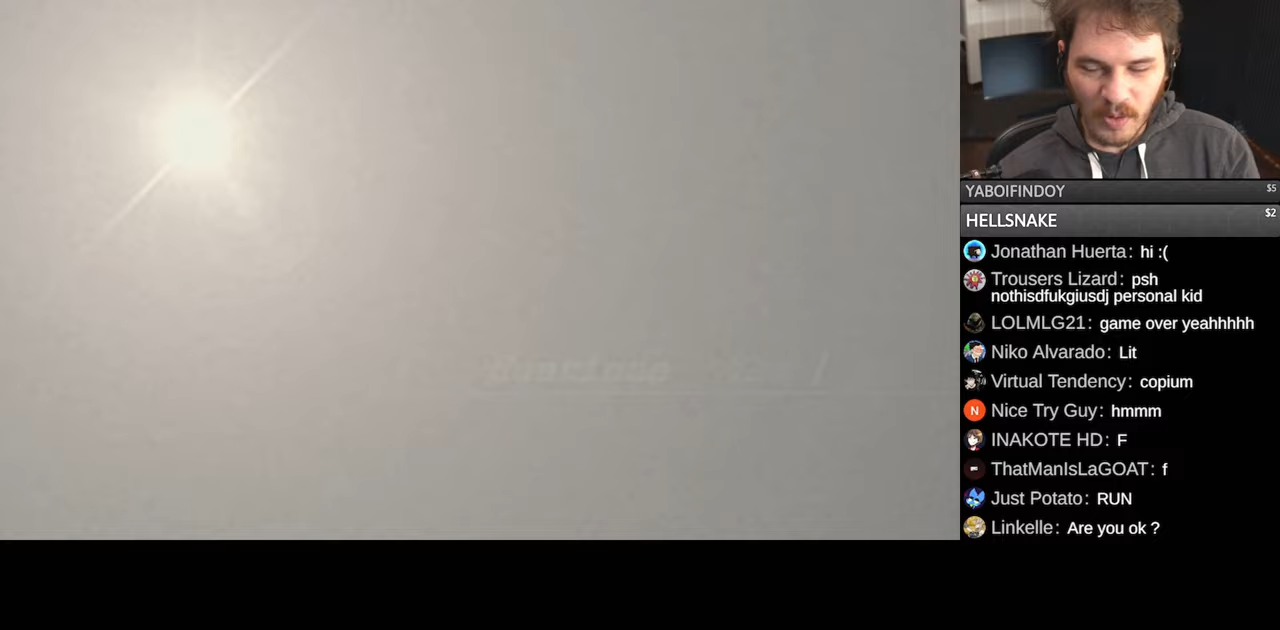 YABOIFINDOY $5
HELLSNAKE $2
Jonathan Huerta: hi :(
Trousers Lizard: psh
nothisdfukgiusdj personal kid
LOLMLG21: game over yeahhhhh
Niko Alvarado: Lit
Virtual Tendency: copium
N Nice Try Guy: hmmm
INAKOTE HD: F
ThatManIsLaGOAT: f
Just Potato: RUN
Linkelle: Are you ok ?